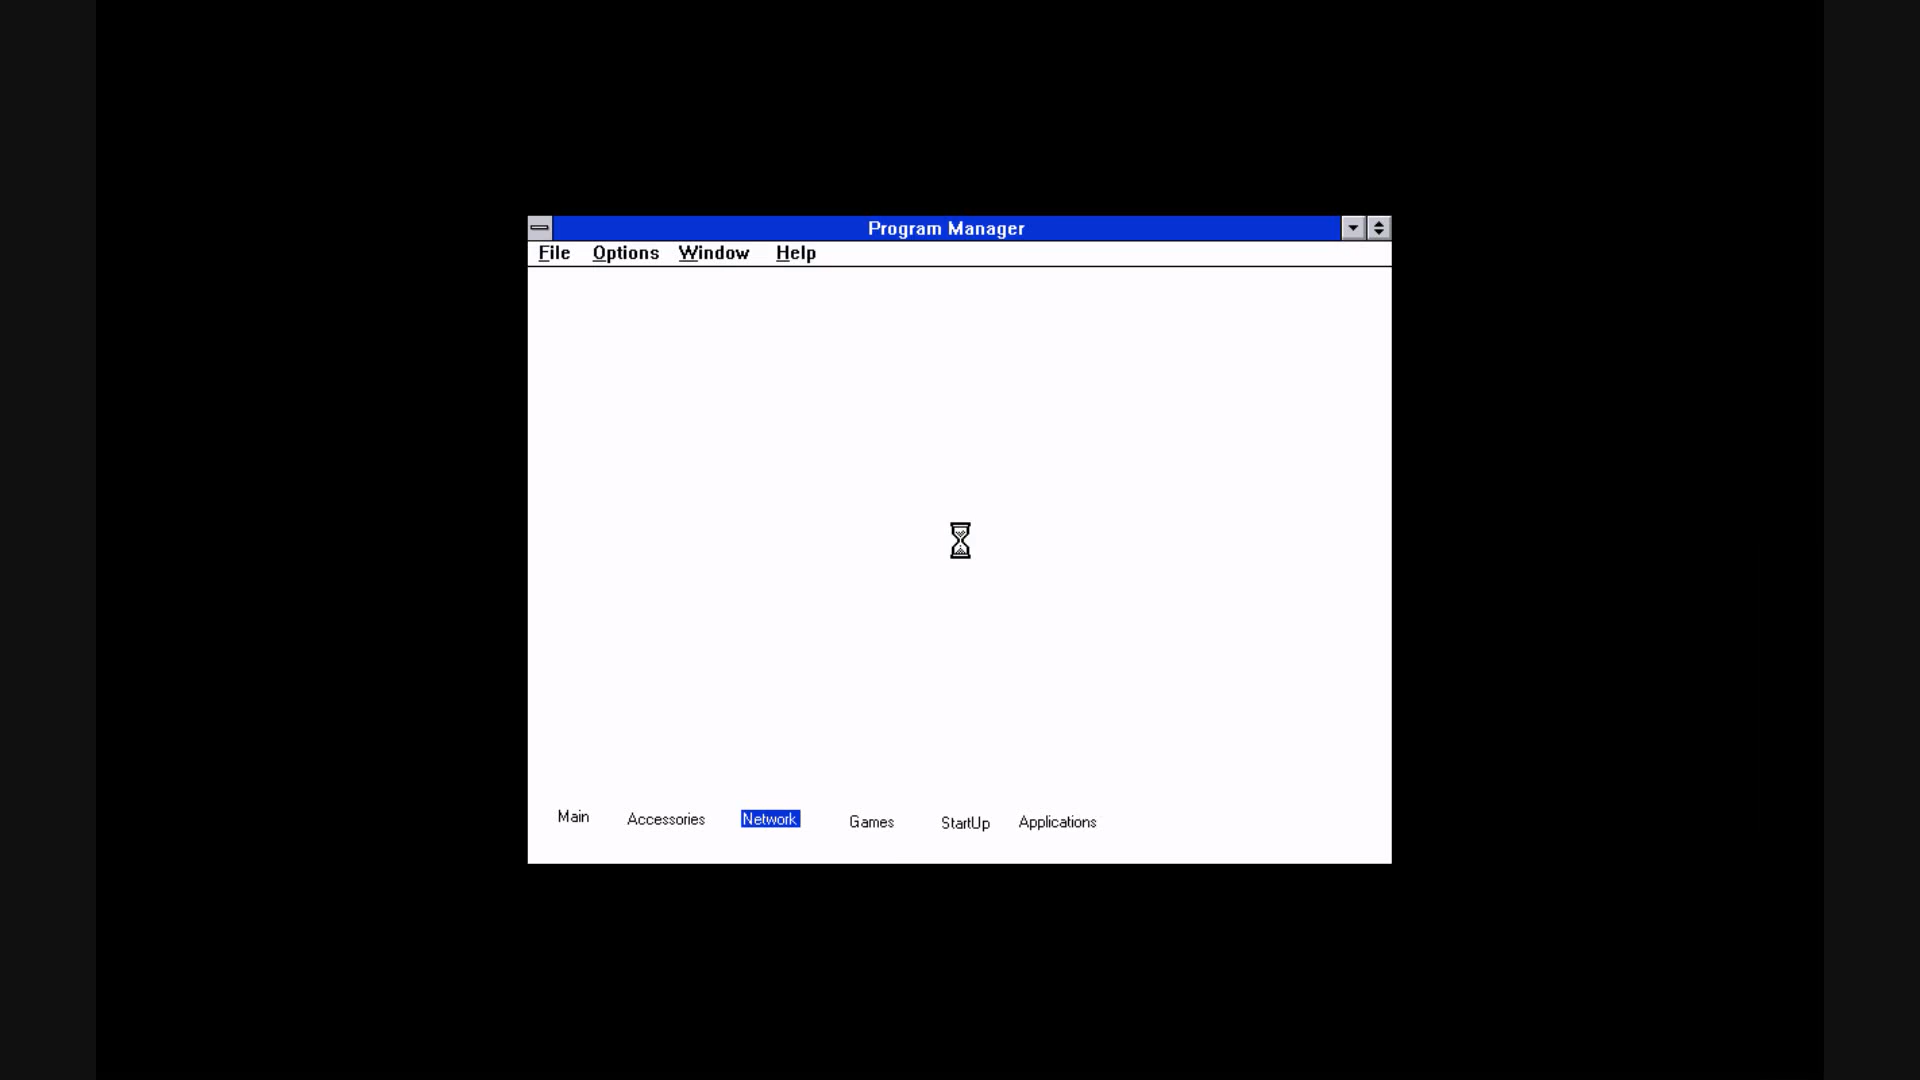 Program Manager
File Options Window Help
Main Accessories Network Games StartUp Applications